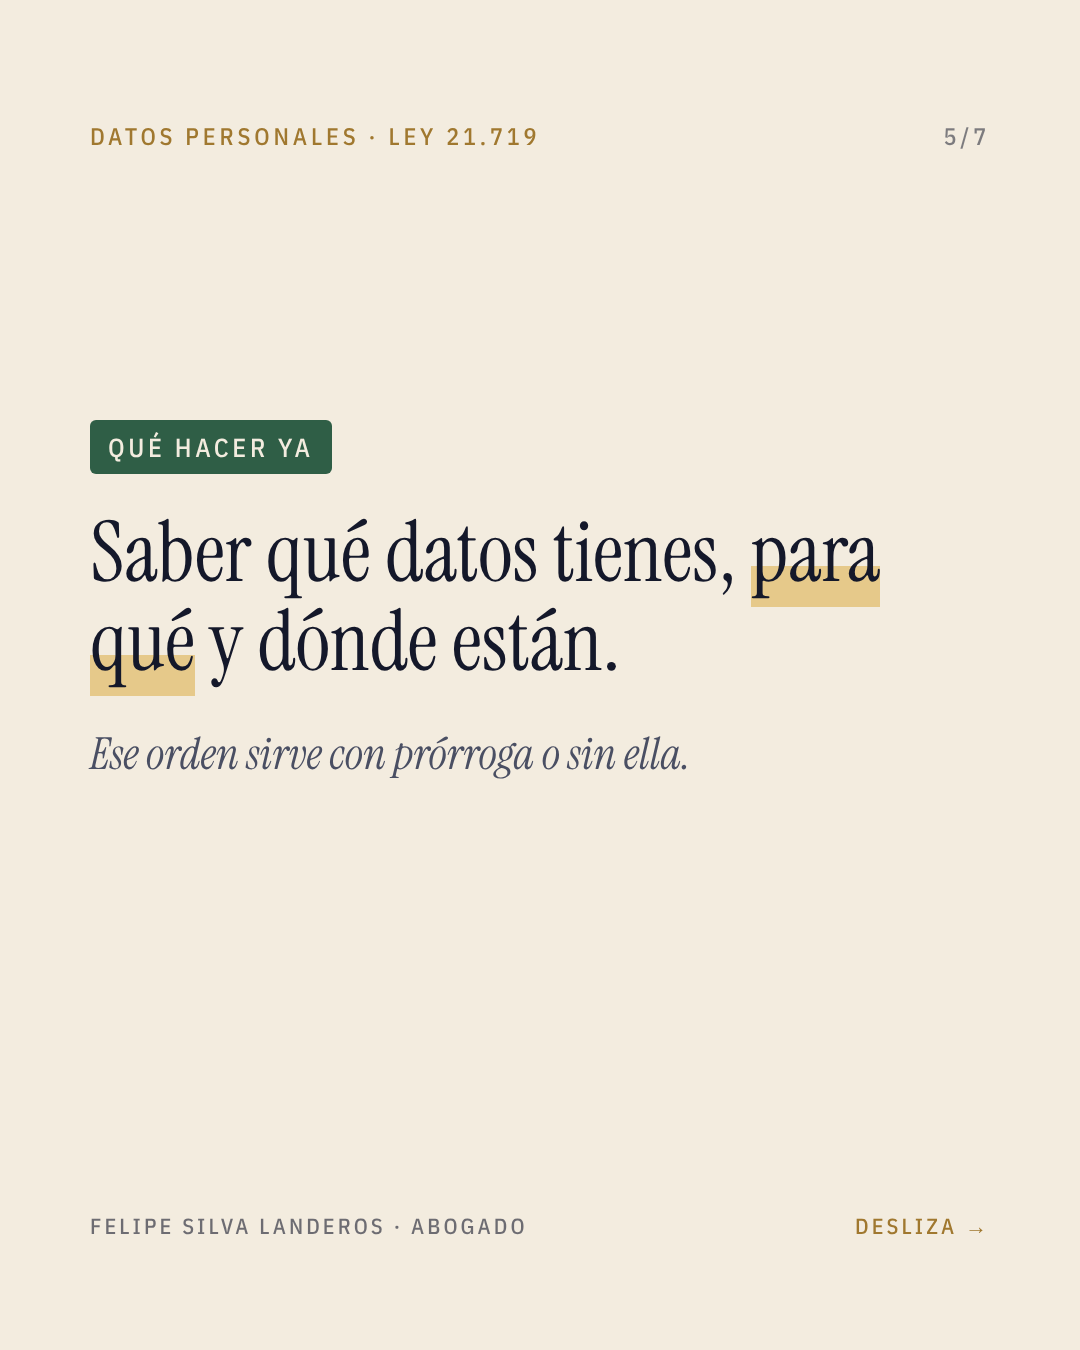 DATOS PERSONALES · LEY 21.719
5/7
QUÉ HACER YA
Saber qué datos tienes, para
qué y dónde están.
Ese orden sirve con prórroga o sin ella.
FELIPE SILVA LANDEROS · ABOGADO
DESLIZA →